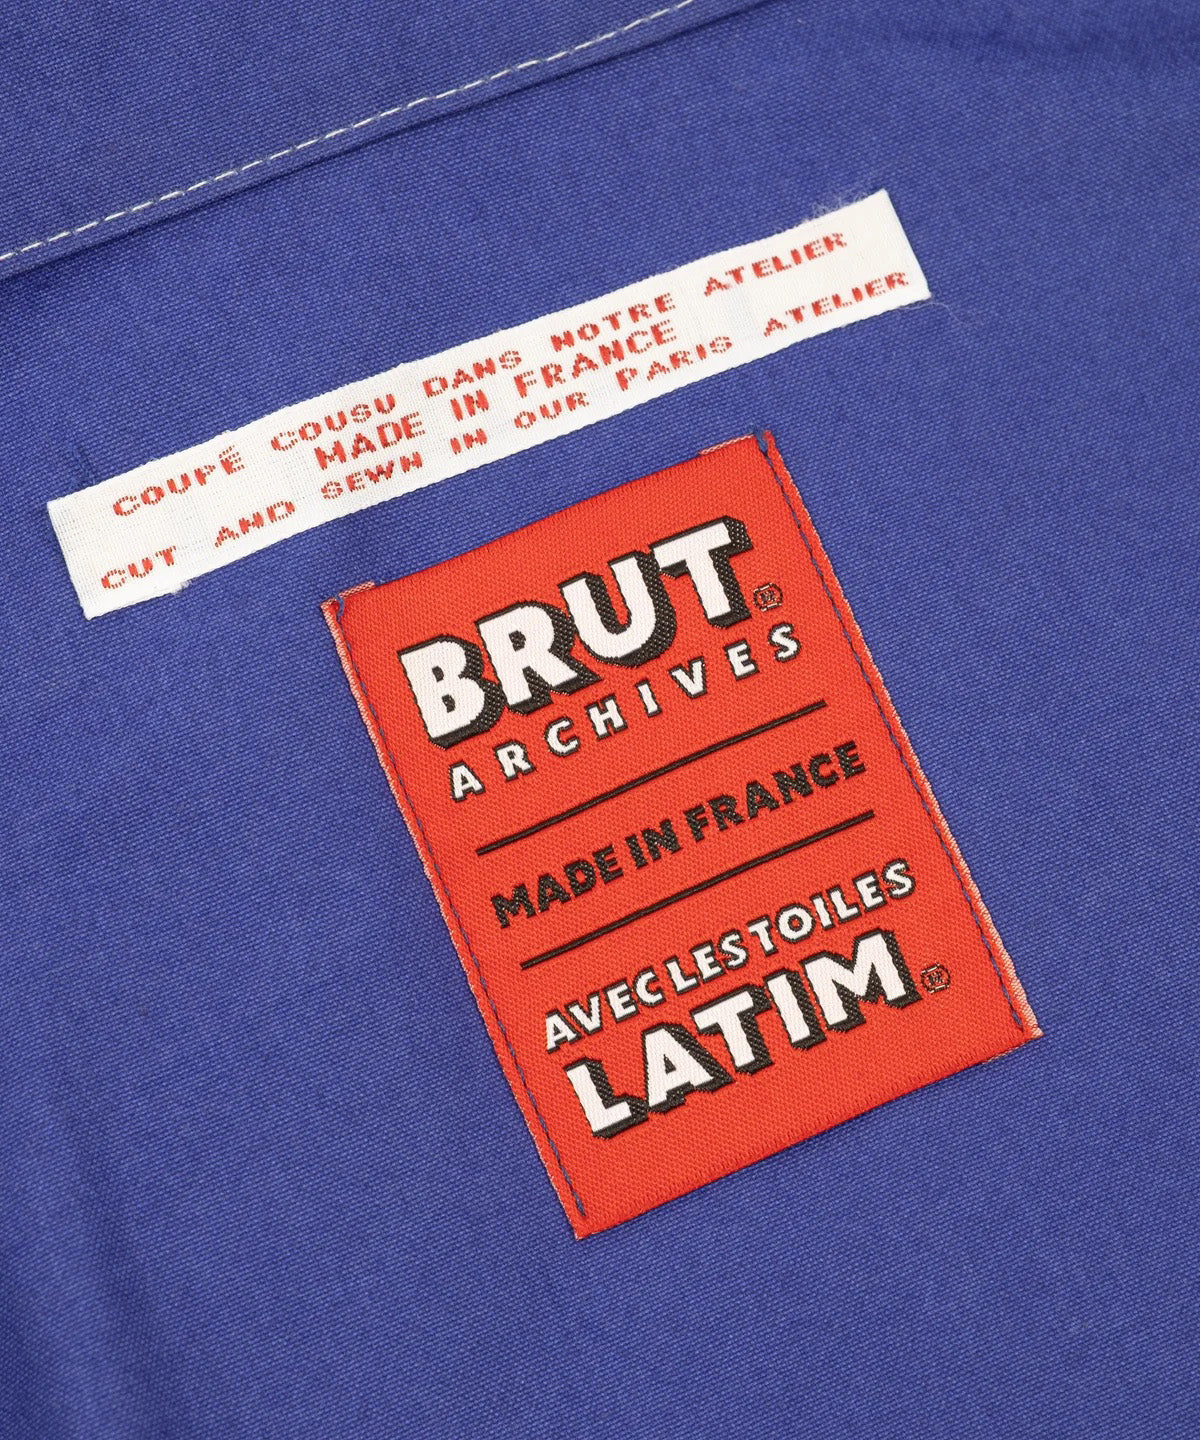 COUPÉ COUSU DANS NOTRE ATELIER
MADE IN FRANCE
CUT AND SEWN IN OUR PARIS ATELIER
BRUT®
ARCHIVES
MADE IN FRANCE
AVEC LES TOILES
LATIM®